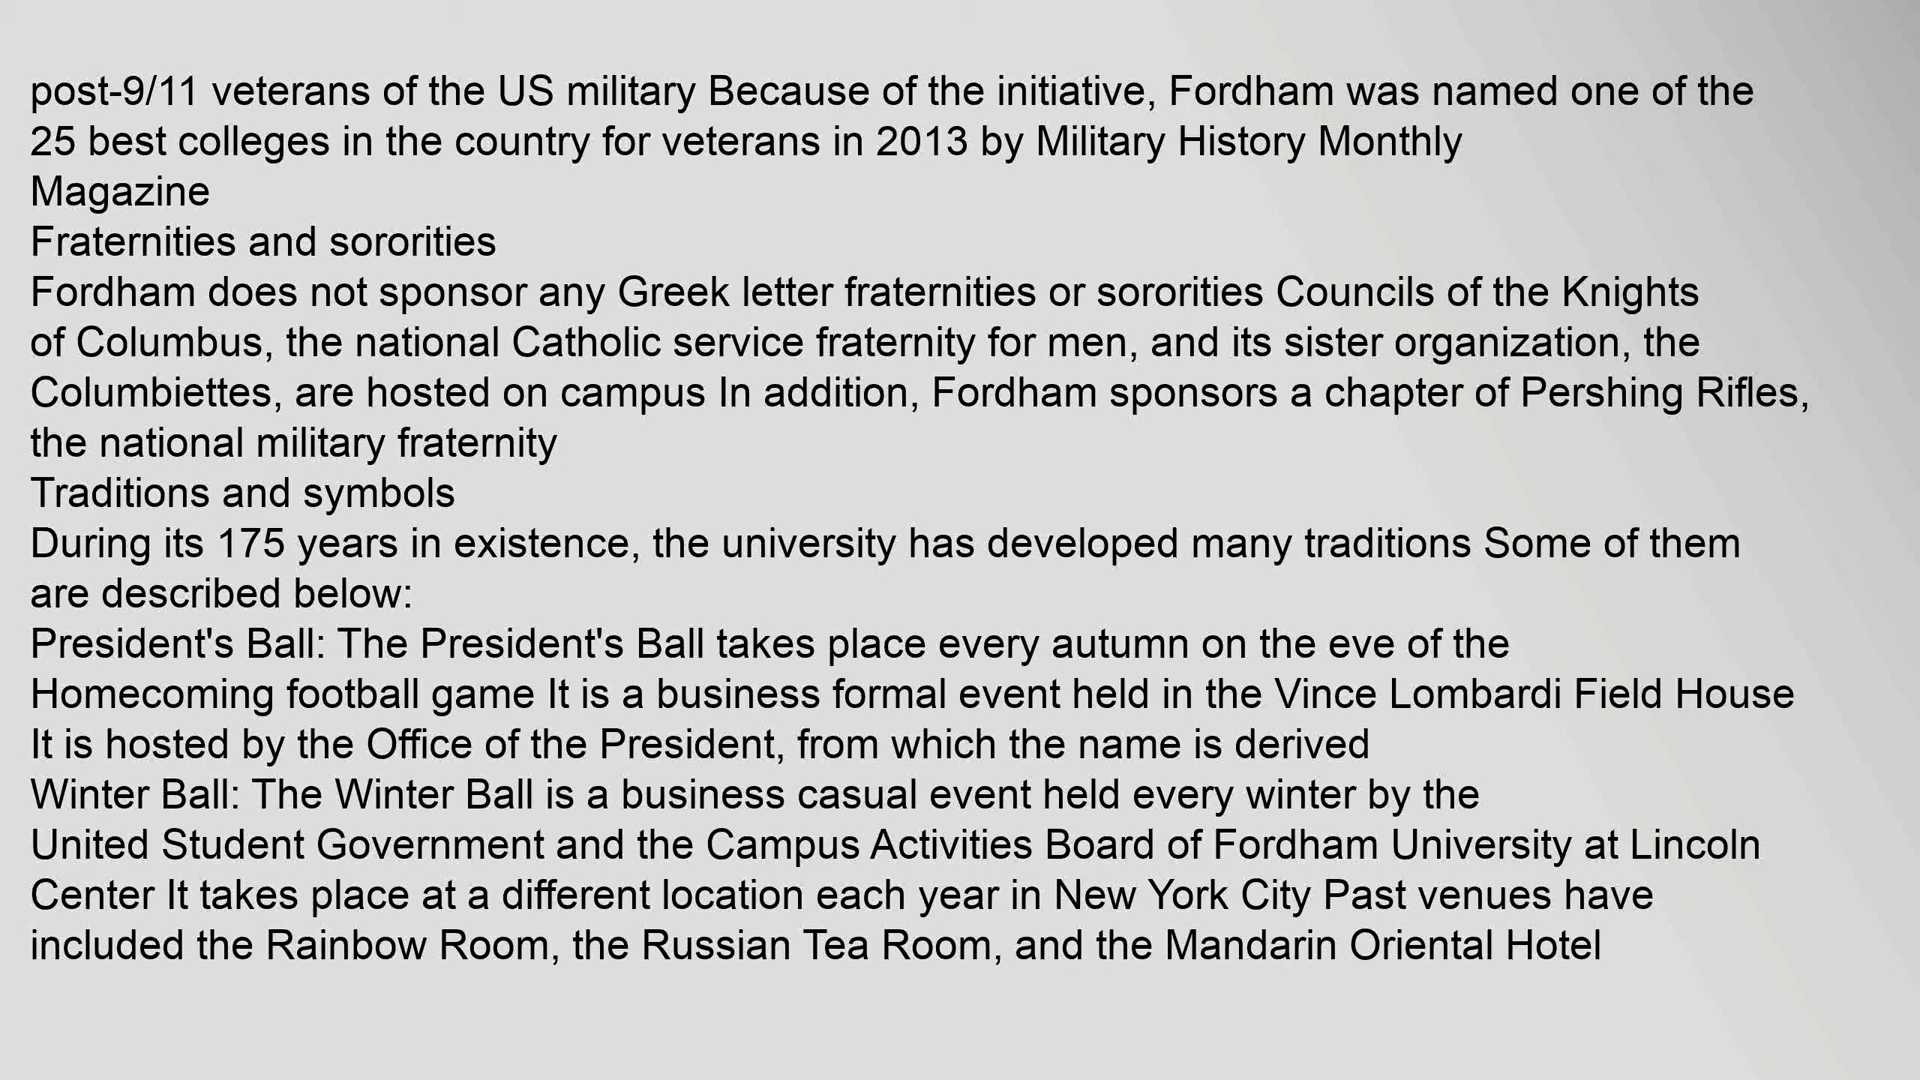 post-9/11 veterans of the US military Because of the initiative, Fordham was named one of the
25 best colleges in the country for veterans in 2013 by Military History Monthly
Magazine
Fraternities and sororities
Fordham does not sponsor any Greek letter fraternities or sororities Councils of the Knights
of Columbus, the national Catholic service fraternity for men, and its sister organization, the
Columbiettes, are hosted on campus In addition, Fordham sponsors a chapter of Pershing Rifles,
the national military fraternity
Traditions and symbols
During its 175 years in existence, the university has developed many traditions Some of them
are described below:
President's Ball: The President's Ball takes place every autumn on the eve of the
Homecoming football game It is a business formal event held in the Vince Lombardi Field House
It is hosted by the Office of the President, from which the name is derived
Winter Ball: The Winter Ball is a business casual event held every winter by the
United Student Government and the Campus Activities Board of Fordham University at Lincoln
Center It takes place at a different location each year in New York City Past venues have
included the Rainbow Room, the Russian Tea Room, and the Mandarin Oriental Hotel